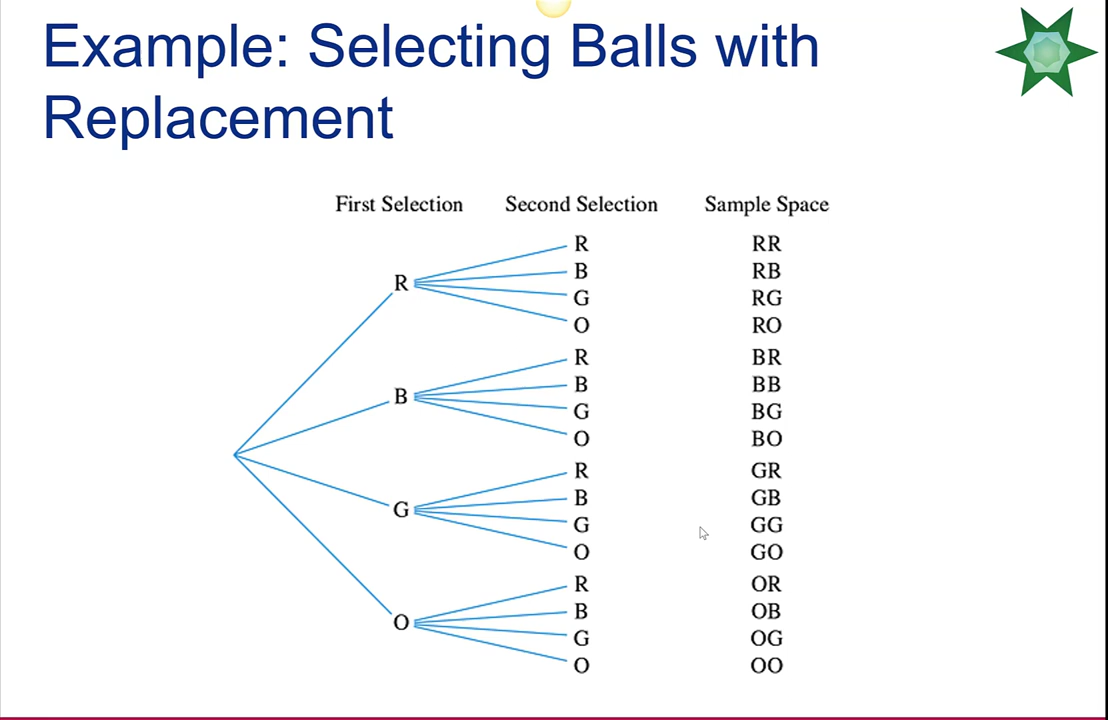 Example: Selecting Balls with
Replacement
First Selection Second Selection Sample Space
R RR
B RB
R
G RG
O RO
R BR
B BB
B
G BG
O BO
R GR
B GB
G
G GG
O GO
R OR
B OB
O
G OG
O OO